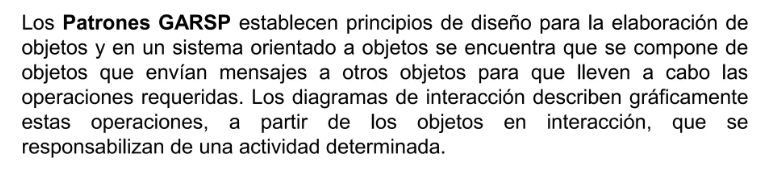 Los Patrones GARSP establecen principios de diseño para la elaboración de
objetos y en un sistema orientado a objetos se encuentra que se compone de
objetos que envían mensajes a otros objetos para que lleven a cabo las
operaciones requeridas. Los diagramas de interacción describen gráficamente
estas operaciones, a partir de los objetos en interacción, que se
responsabilizan de una actividad determinada.